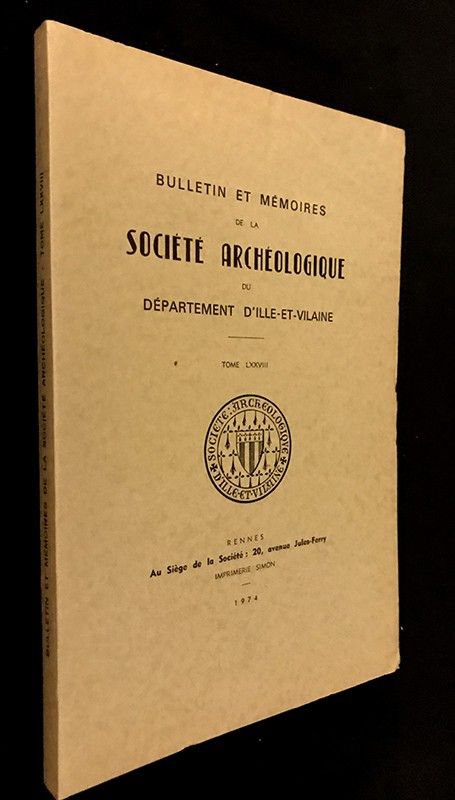 BULLETIN ET MÉMOIRES
DE LA
SOCIÉTÉ ARCHÉOLOGIQUE
DU
DÉPARTEMENT D'ILLE-ET-VILAINE
TOME LXXVIII
SOCIÉTÉ ARCHÉOLOGIQUE
D'ILLE-ET-VILAINE
RENNES
Au Siège de la Société : 20, avenue Jules-Ferry
IMPRIMERIE SIMON
1974
BULLETIN ET MÉMOIRES DE LA SOCIÉTÉ ARCHÉOLOGIQUE - TOME LXXVIII